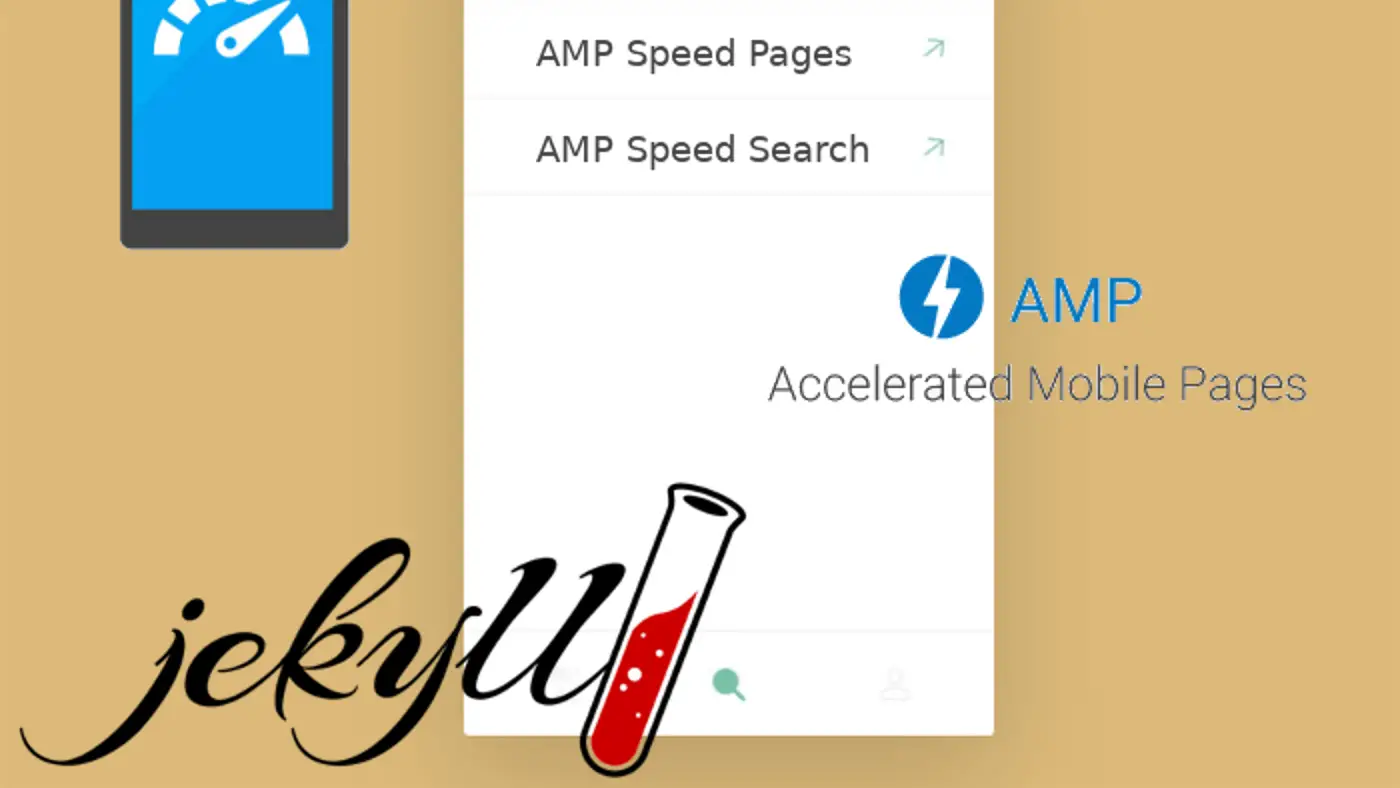 AMP Speed Pages
AMP Speed Search
AMP
Accelerated Mobile Pages
jekyll